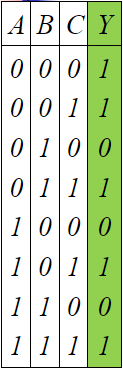 A B C Y
0 0 0 1
0 0 1 1
0 1 0 0
0 1 1 1
1 0 0 0
1 0 1 1
1 1 0 0
1 1 1 1